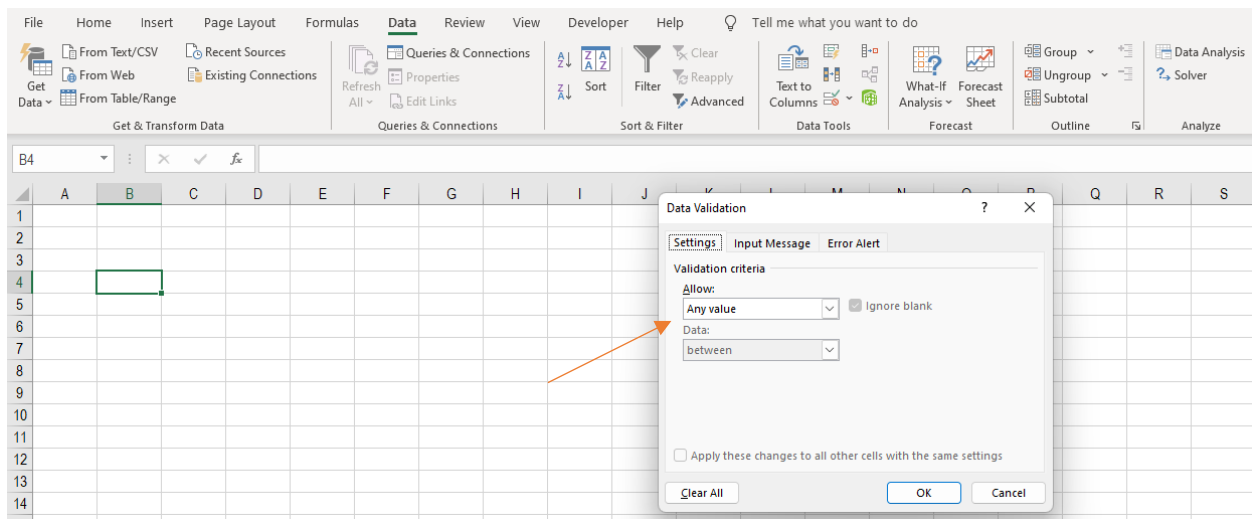 File Home Insert Page Layout Formulas Data Review View Developer Help Tell me what you want to do
Get Data
From Text/CSV
From Web
From Table/Range
Recent Sources
Existing Connections
Get & Transform Data
Refresh All
Queries & Connections
Properties
Edit Links
Queries & Connections
Sort
Filter
Clear
Reapply
Advanced
Sort & Filter
Text to Columns
Data Tools
What-If Analysis
Forecast Sheet
Forecast
Group
Ungroup
Subtotal
Outline
Data Analysis
Solver
Analyze
B4
fx
A B C D E F G H I J Q R S
1
2
3
4
5
6
7
8
9
10
11
12
13
14
Data Validation ?
Settings Input Message Error Alert
Validation criteria
Allow:
Any value Ignore blank
Data:
between
Apply these changes to all other cells with the same settings
Clear All OK Cancel